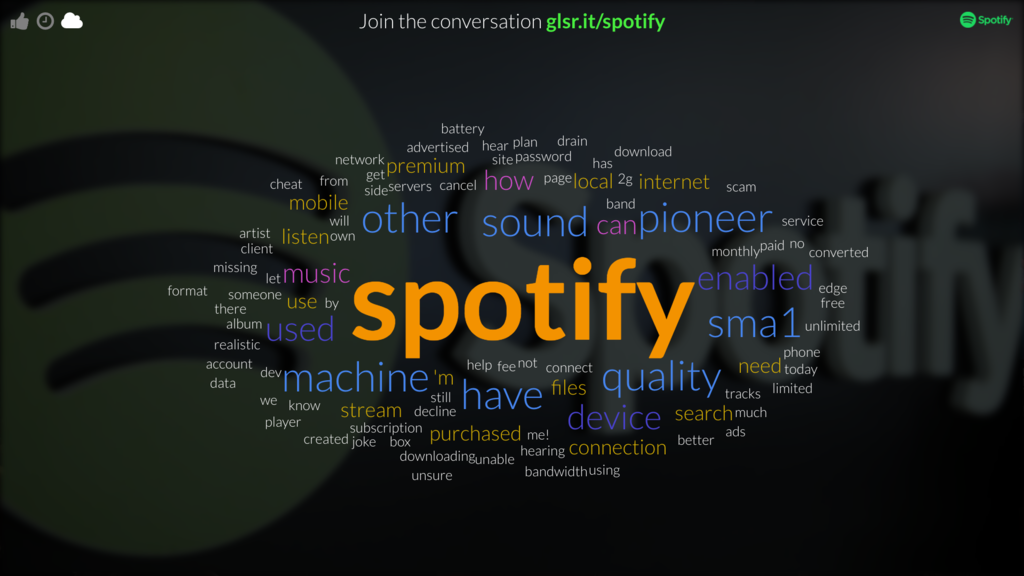 Join the conversation glsr.it/spotify
Spotify
battery
advertised hear plan drain
network premium site password has download
cheat from get side servers cancel how page local 2g internet scam
mobile will other sound band can pioneer service
artist listen own
client monthly paid no converted
missing let music spotify enabled edge
format someone use by free
there
album used sma1 unlimited
realistic phone
account dev machine 'm help fee not connect quality need today
data still have files limited
we know stream decline device search tracks much
player subscription purchased me! ads
created joke box hearing connection better
downloading unable bandwidth using
unsure
Spotify